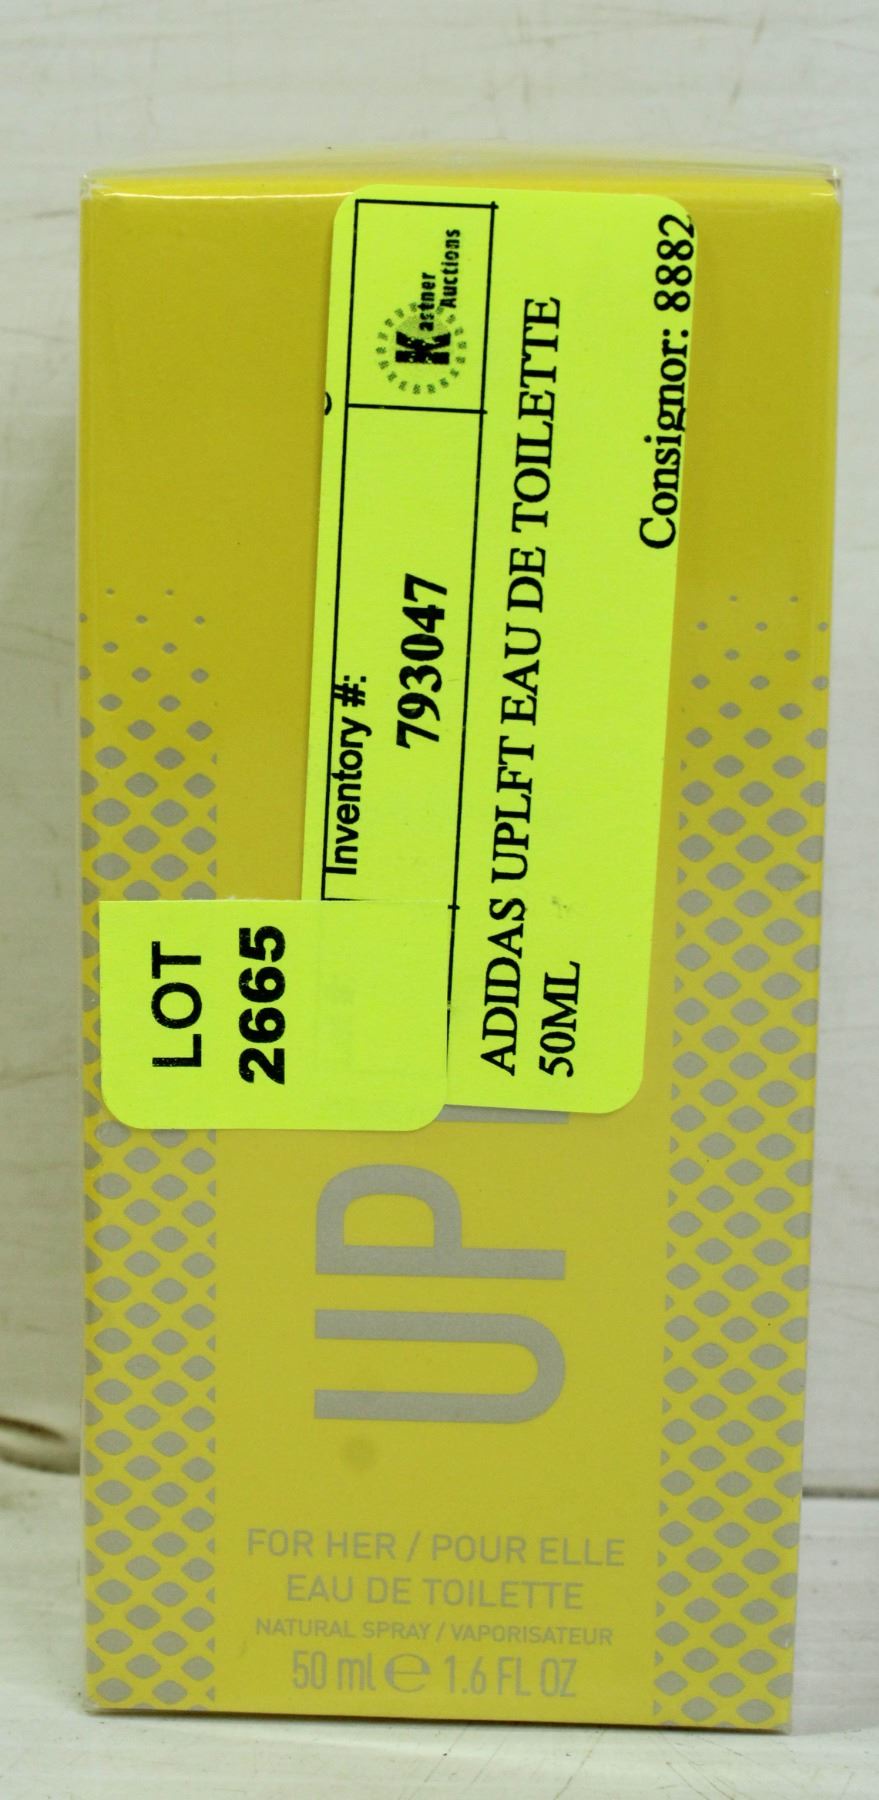 Kastner
Auctions
Inventory #:
793047
ADIDAS UPLFT EAU DE TOILETTE
50ML
Consignor: 8882
LOT
2665
UP
FOR HER / POUR ELLE
EAU DE TOILETTE
NATURAL SPRAY / VAPORISATEUR
50 ml e 1.6 FL OZ